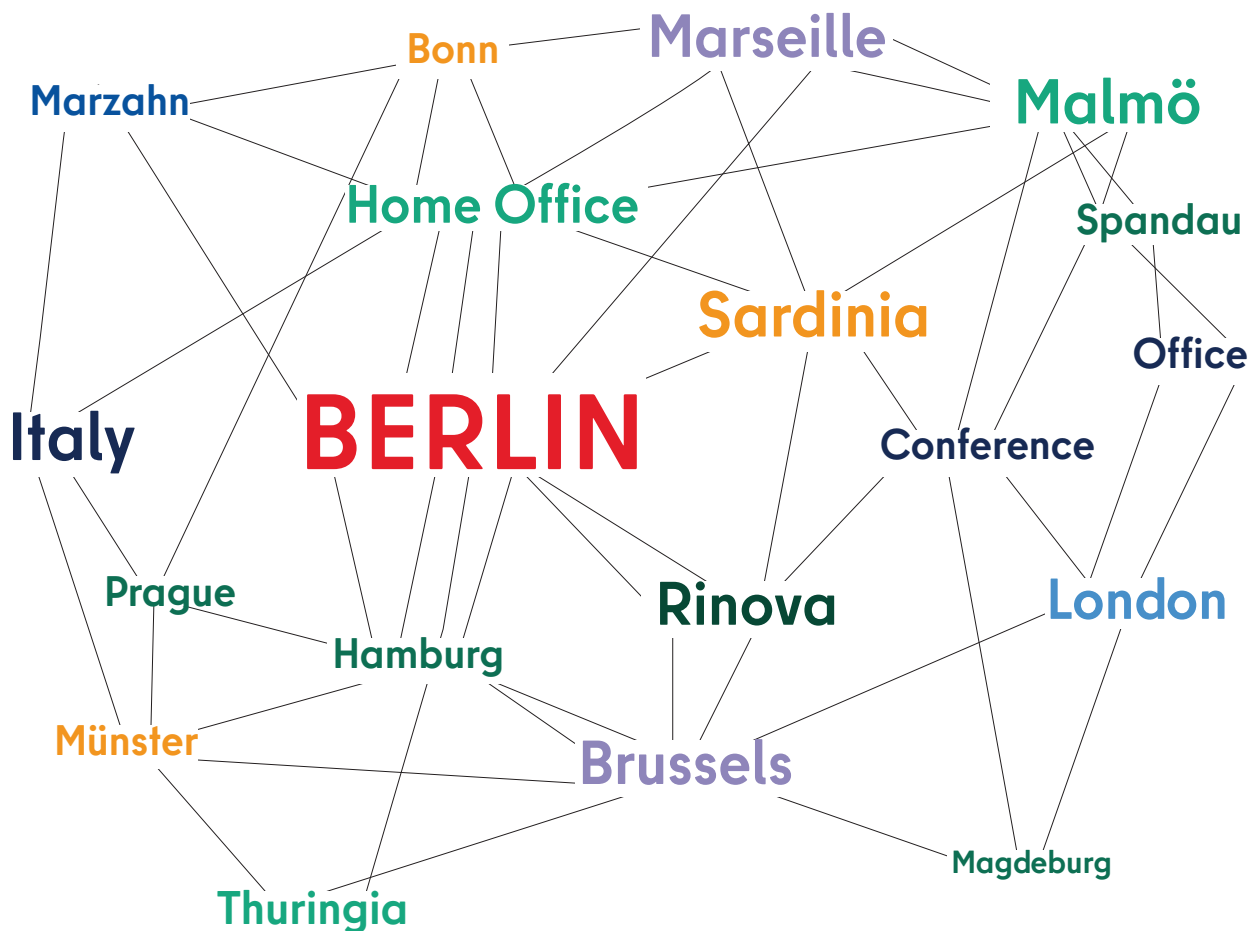 Marseille
Bonn
Marzahn
Malmö
Home Office
Spandau
Sardinia
Office
BERLIN
Italy
Conference
Prague
Rinova
London
Hamburg
Münster
Brussels
Magdeburg
Thuringia